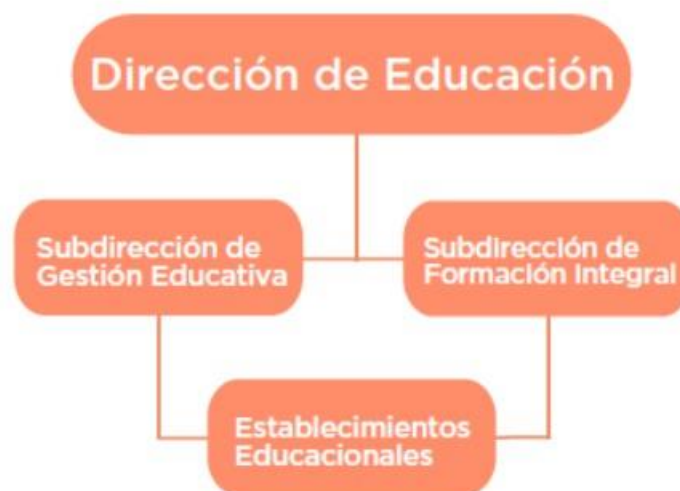 Dirección de Educación
Subdirección de
Gestión Educativa
Subdirección de
Formación Integral
Establecimientos
Educacionales